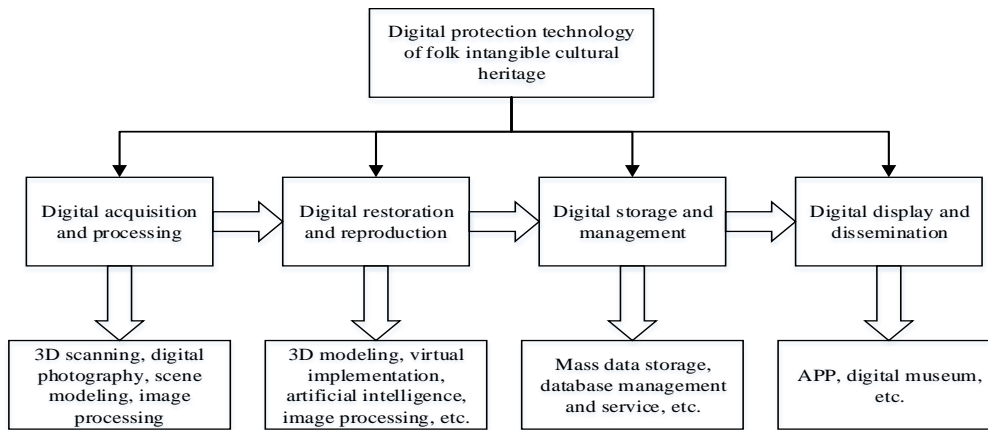 Digital protection technology
of folk intangible cultural
heritage
Digital acquisition
and processing
Digital restoration
and reproduction
Digital storage and
management
Digital display and
dissemination
3D scanning, digital
photography, scene
modeling, image
processing
3D modeling, virtual
implementation,
artificial intelligence,
image processing, etc.
Mass data storage,
database management
and service, etc.
APP, digital museum,
etc.